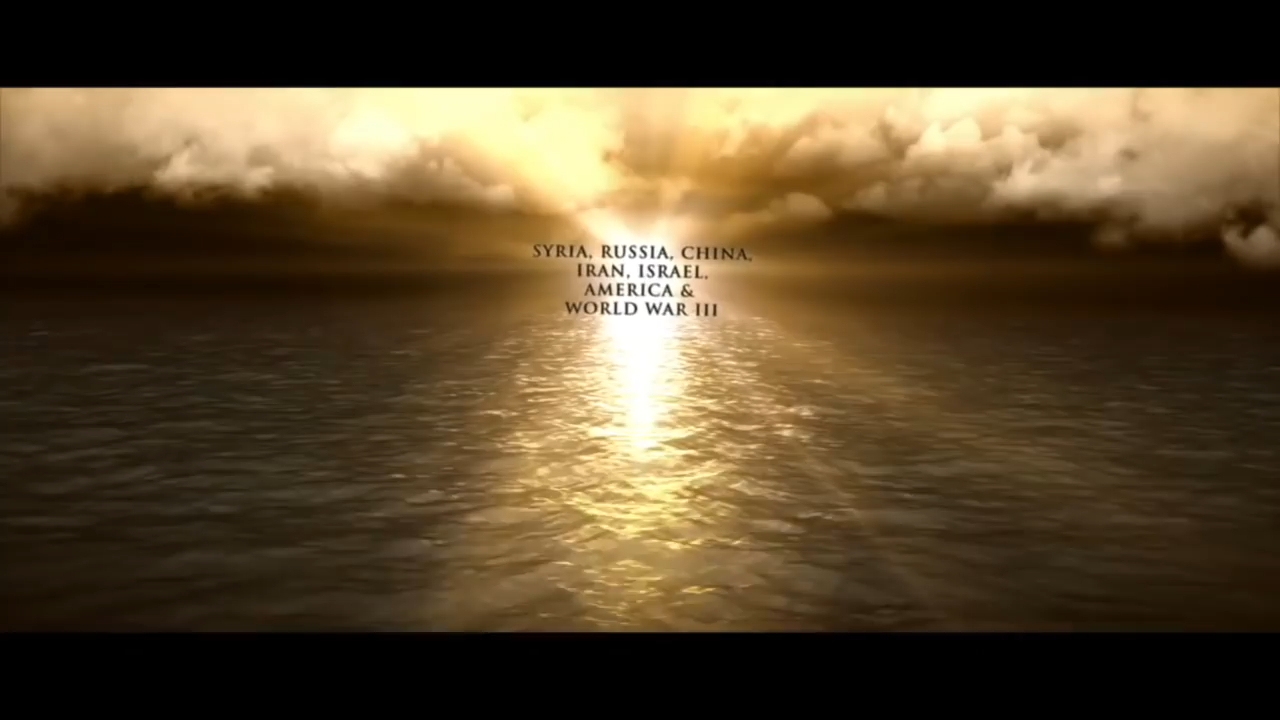 SYRIA, RUSSIA, CHINA,
IRAN, ISRAEL,
AMERICA &
WORLD WAR III